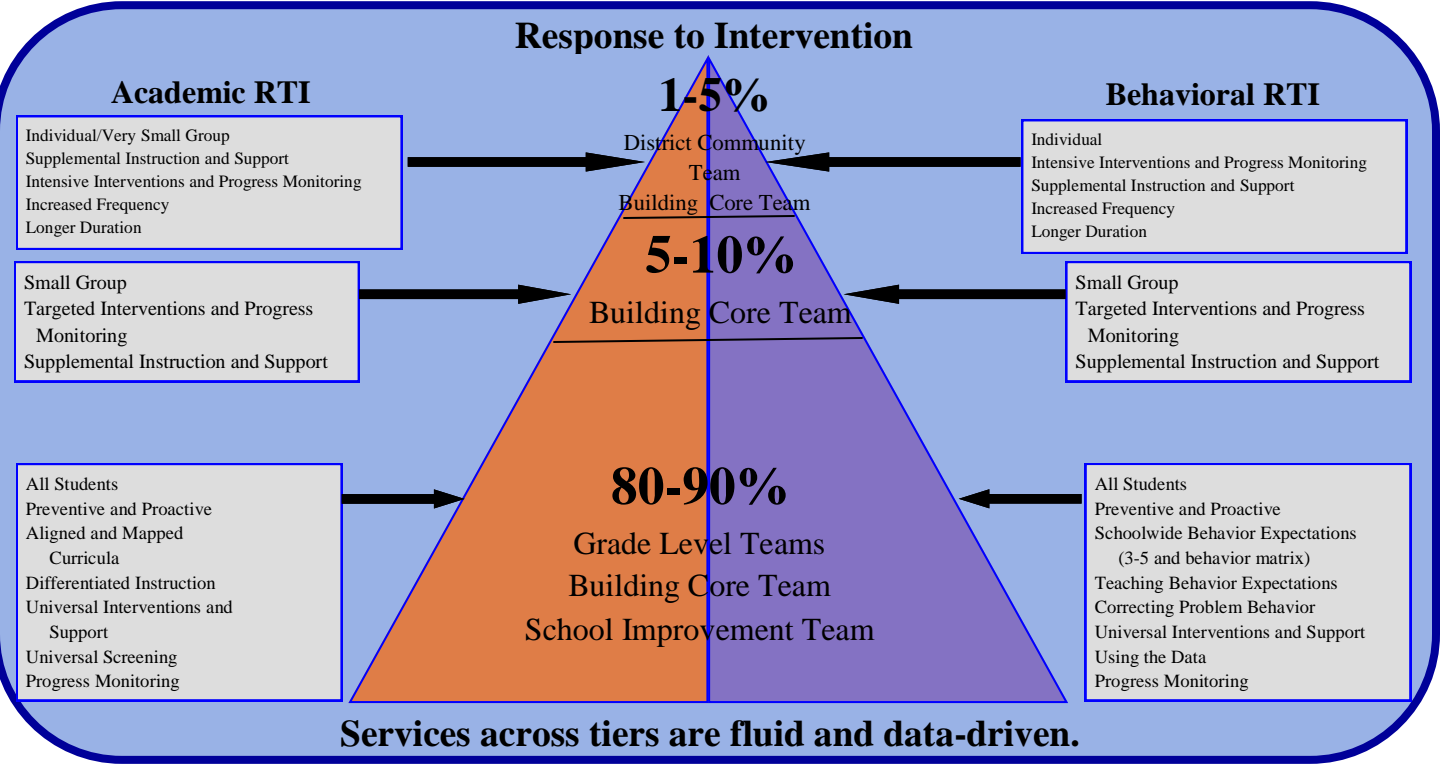 Response to Intervention
Academic RTI
Individual/Very Small Group
Supplemental Instruction and Support
Intensive Interventions and Progress Monitoring
Increased Frequency
Longer Duration
Small Group
Targeted Interventions and Progress
Monitoring
Supplemental Instruction and Support
All Students
Preventive and Proactive
Aligned and Mapped
Curricula
Differentiated Instruction
Universal Interventions and
Support
Universal Screening
Progress Monitoring
1-5%
District Community
Team
Building Core Team
5-10%
Building Core Team
80-90%
Grade Level Teams
Building Core Team
School Improvement Team
Behavioral RTI
Individual
Intensive Interventions and Progress Monitoring
Supplemental Instruction and Support
Increased Frequency
Longer Duration
Small Group
Targeted Interventions and Progress
Monitoring
Supplemental Instruction and Support
All Students
Preventive and Proactive
Schoolwide Behavior Expectations
(3-5 and behavior matrix)
Teaching Behavior Expectations
Correcting Problem Behavior
Universal Interventions and Support
Using the Data
Progress Monitoring
Services across tiers are fluid and data-driven.